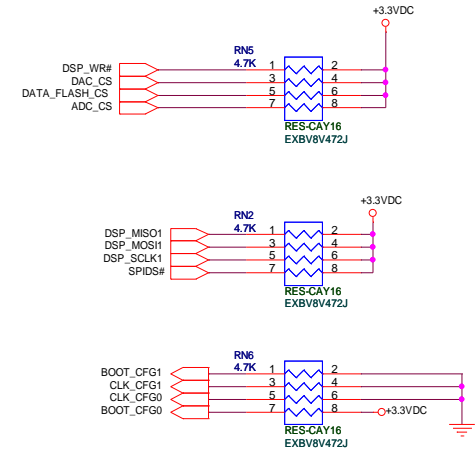 +3.3VDC
RN5
4.7K
DSP_WR# 1 2
DAC_CS 3 4
DATA_FLASH_CS 5 6
ADC_CS 7 8
RES-CAY16
EXBV8V472J
+3.3VDC
RN2
4.7K
DSP_MISO1 1 2
DSP_MOSI1 3 4
DSP_SCLK1 5 6
SPIDS# 7 8
RES-CAY16
EXBV8V472J
RN6
4.7K
BOOT_CFG1 1 2
CLK_CFG1 3 4
CLK_CFG0 5 6
BOOT_CFG0 7 8 +3.3VDC
RES-CAY16
EXBV8V472J